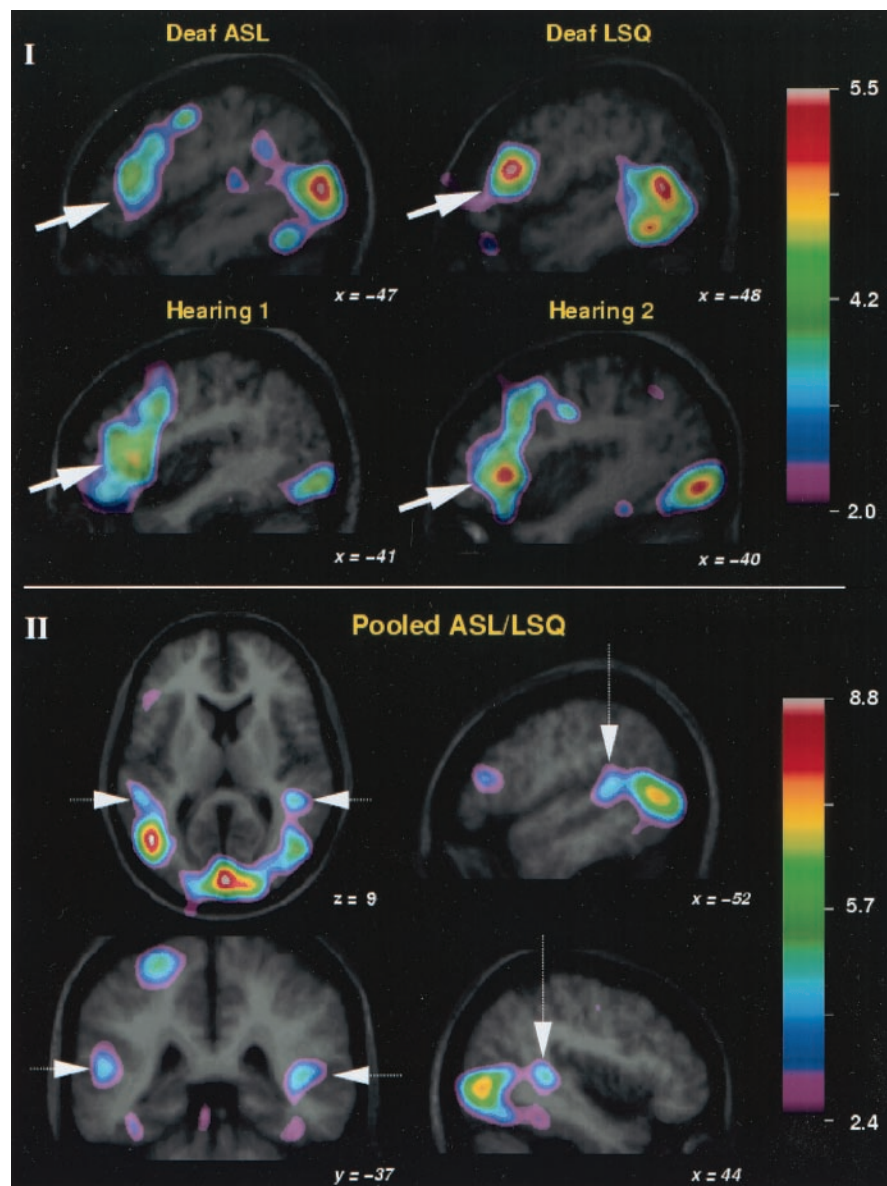 I
Deaf ASL
Deaf LSQ
5.5
x = -47
x = -48
4.2
Hearing 1
Hearing 2
2.0
x = -41
x = -40
II
Pooled ASL/LSQ
8.8
z = 9
x = -52
5.7
2.4
y = -37
x = 44